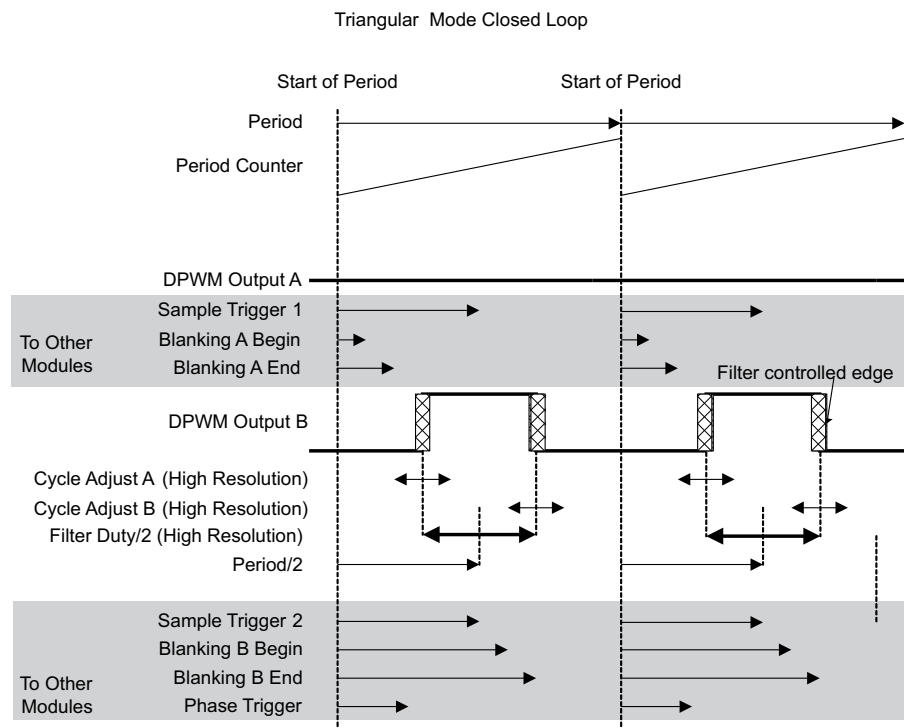 Triangular Mode Closed Loop
Start of Period
Start of Period
Period
Period Counter
DPWM Output A
Sample Trigger 1
To Other
Modules
Blanking A Begin
Blanking A End
Filter controlled edge
DPWM Output B
Cycle Adjust A (High Resolution)
Cycle Adjust B (High Resolution)
Filter Duty/2 (High Resolution)
Period/2
Sample Trigger 2
Blanking B Begin
Blanking B End
To Other
Modules
Phase Trigger